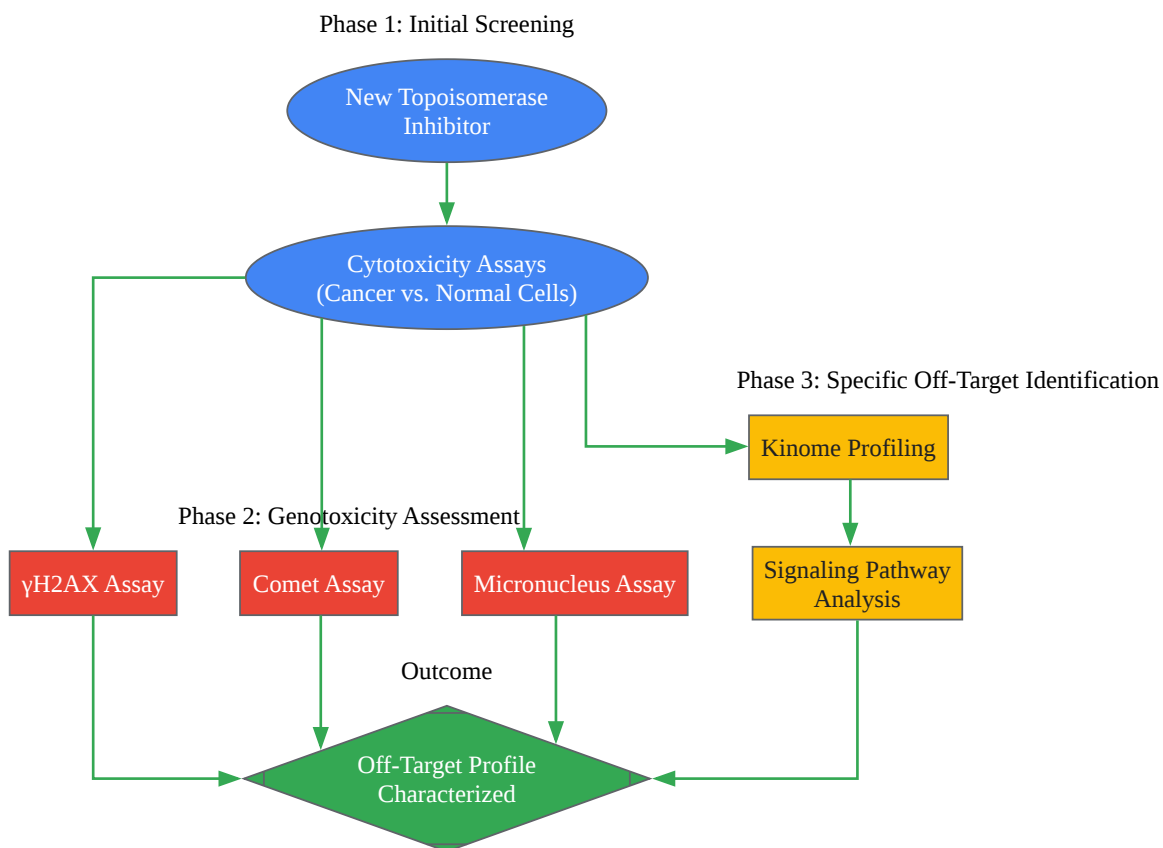 Phase 1: Initial Screening
New Topoisomerase
Inhibitor
Cytotoxicity Assays
(Cancer vs. Normal Cells)
Phase 3: Specific Off-Target Identification
Kinome Profiling
Phase 2: Genotoxicity Assessment
γH2AX Assay
Comet Assay
Micronucleus Assay
Signaling Pathway
Analysis
Outcome
Off-Target Profile
Characterized